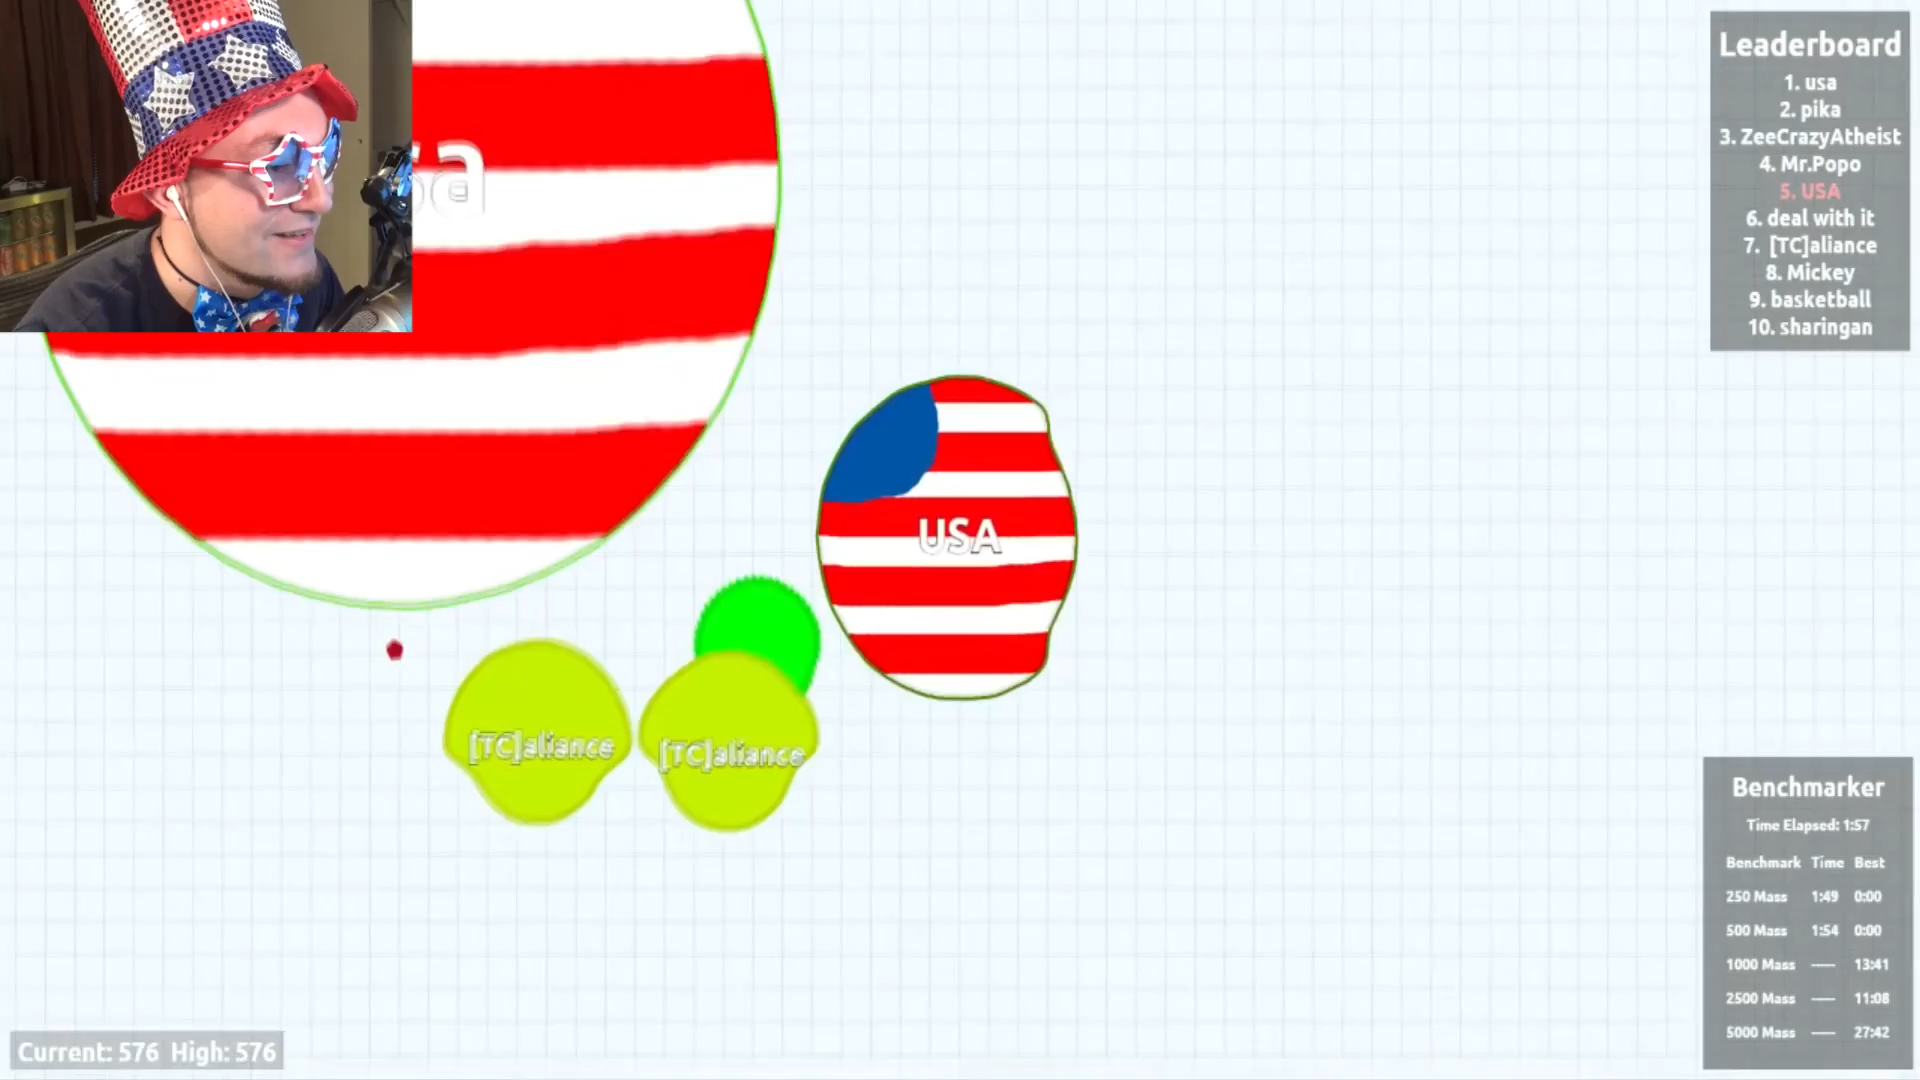 sa
Leaderboard
1. usa
2. pika
3. ZeeCrazyAtheist
4. Mr.Popo
5. USA
6. deal with it
7. [TC]aliance
8. Mickey
9. basketball
10. sharingan
USA
[TC]aliance
[TC]aliance
Benchmarker
Time Elapsed: 1:57
Benchmark Time Best
250 Mass 1:49 0:00
500 Mass 1:54 0:00
1000 Mass —— 13:41
2500 Mass —— 11:08
5000 Mass —— 27:42
Current: 576 High: 576